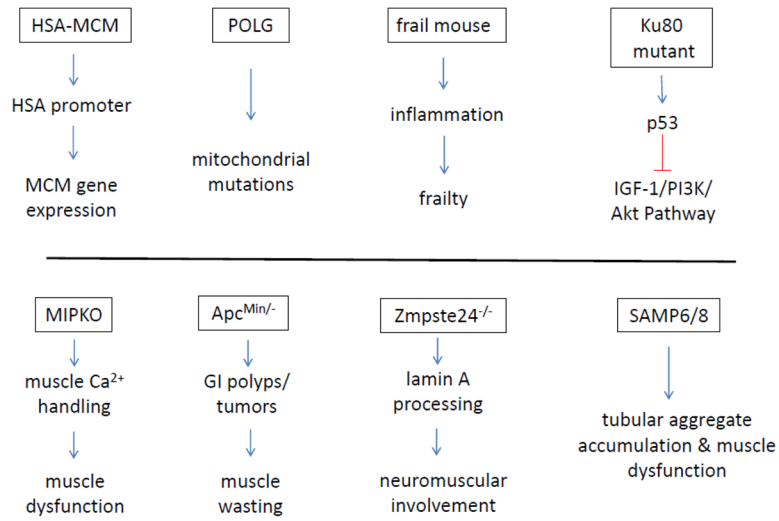 HSA-MCM
HSA promoter
MCM gene
expression
POLG
mitochondrial
mutations
frail mouse
inflammation
frailty
Ku80
mutant
p53
IGF-1/PI3K/
Akt Pathway
MIPKO
muscle Ca2+
handling
muscle
dysfunction
ApcMin/-
GI polyps/
tumors
muscle
wasting
Zmpste24-/-
lamin A
processing
neuromuscular
involvement
SAMP6/8
tubular aggregate
accumulation & muscle
dysfunction